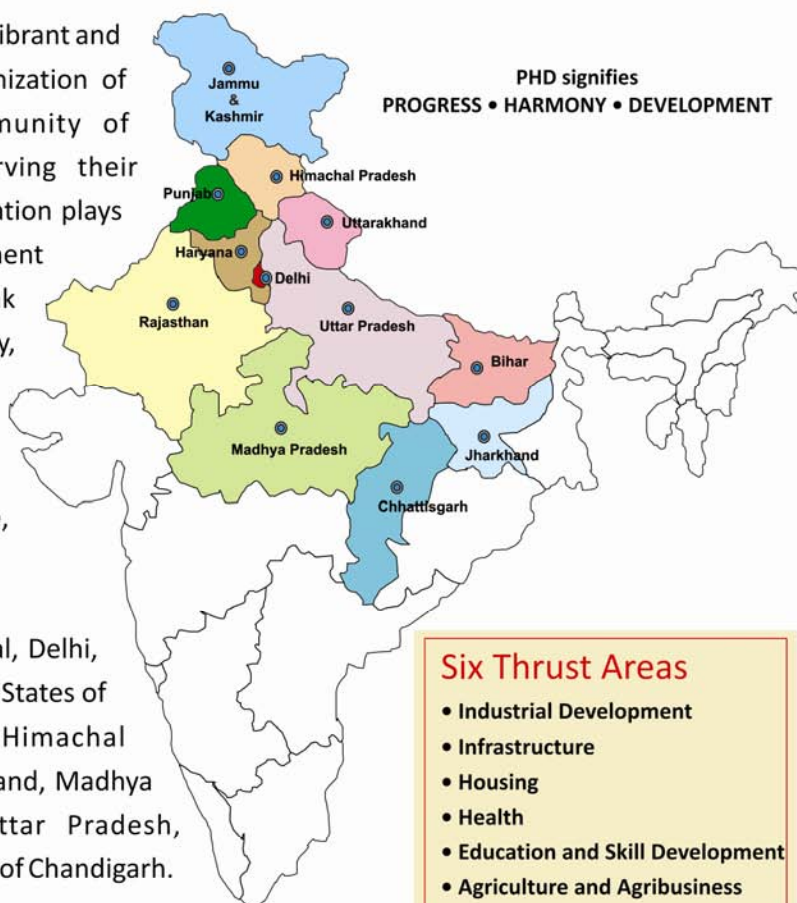 ibrant and
nization of
munity of
rving their
ation plays
nent
k
y,
,
al, Delhi,
States of
Himachal
and, Madhya
ttar Pradesh,
of Chandigarh.
PHD signifies
PROGRESS • HARMONY • DEVELOPMENT
Jammu
&
Kashmir
Himachal Pradesh
Punjab
Uttarakhand
Haryana
Delhi
Rajasthan
Uttar Pradesh
Bihar
Madhya Pradesh
Jharkhand
Chhattisgarh
Six Thrust Areas
• Industrial Development
• Infrastructure
• Housing
• Health
• Education and Skill Development
• Agriculture and Agribusiness